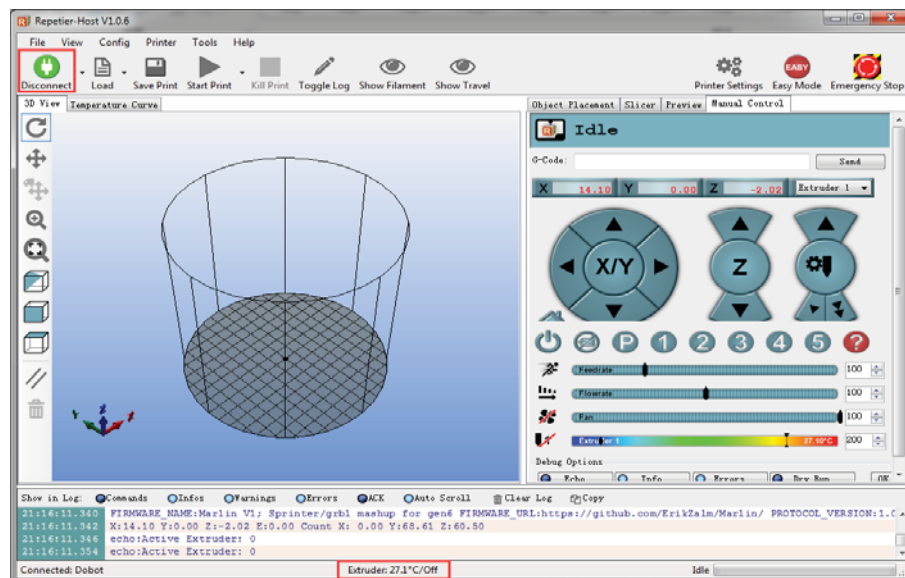 Repetier-Host V1.0.6
File View Config Printer Tools Help
Disconnect Load Save Print Start Print Kill Print Toggle Log Show Filament Show Travel Printer Settings Easy Mode Emergency Stop
EASY
3D View Temperature Curve Object Placement Slicer Preview Manual Control
Idle
G-Code: Send
X 14.10 Y 0.00 Z -2.02 Extruder 1
X/Y Z
P 1 2 3 4 5 ?
Feedrate 100
Flowrate 100
Fan 100
Extruder 1 27.10°C 200
Debug Options
Echo Info Errors Dry Run OK
Show in Log: Commands Infos Warnings Errors ACK Auto Scroll Clear Log Copy
21:16:11.340 FIRMWARE_NAME:Marlin V1; Sprinter/grbl mashup for gen6 FIRMWARE_URL:https://github.com/ErikZalm/Marlin/ PROTOCOL_VERSION:1.0
21:16:11.342 X:14.10 Y:0.00 Z:-2.02 E:0.00 Count X: 0.00 Y:68.61 Z:60.50
21:16:11.346 echo:Active Extruder: 0
21:16:11.354 echo:Active Extruder: 0
Connected: Dobot Extruder: 27.1°C/Off Idle